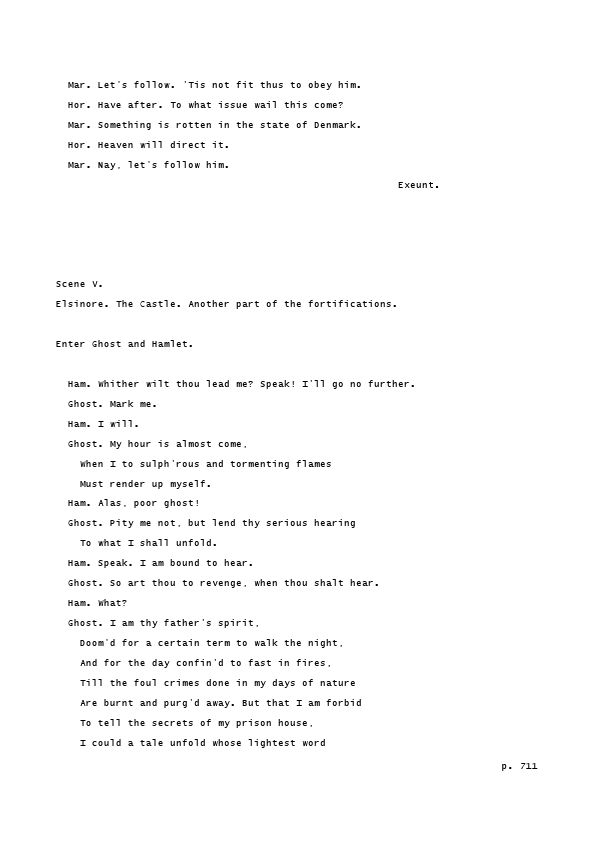 Mar. Let's follow. 'Tis not fit thus to obey him.
Hor. Have after. To what issue wail this come?
Mar. Something is rotten in the state of Denmark.
Hor. Heaven will direct it.
Mar. Nay, let's follow him.
Exeunt.
Scene V.
Elsinore. The Castle. Another part of the fortifications.
Enter Ghost and Hamlet.
Ham. Whither wilt thou lead me? Speak! I'll go no further.
Ghost. Mark me.
Ham. I will.
Ghost. My hour is almost come,
When I to sulph'rous and tormenting flames
Must render up myself.
Ham. Alas, poor ghost!
Ghost. Pity me not, but lend thy serious hearing
To what I shall unfold.
Ham. Speak. I am bound to hear.
Ghost. So art thou to revenge, when thou shalt hear.
Ham. What?
Ghost. I am thy father's spirit,
Doom'd for a certain term to walk the night,
And for the day confin'd to fast in fires,
Till the foul crimes done in my days of nature
Are burnt and purg'd away. But that I am forbid
To tell the secrets of my prison house,
I could a tale unfold whose lightest word
p. 711